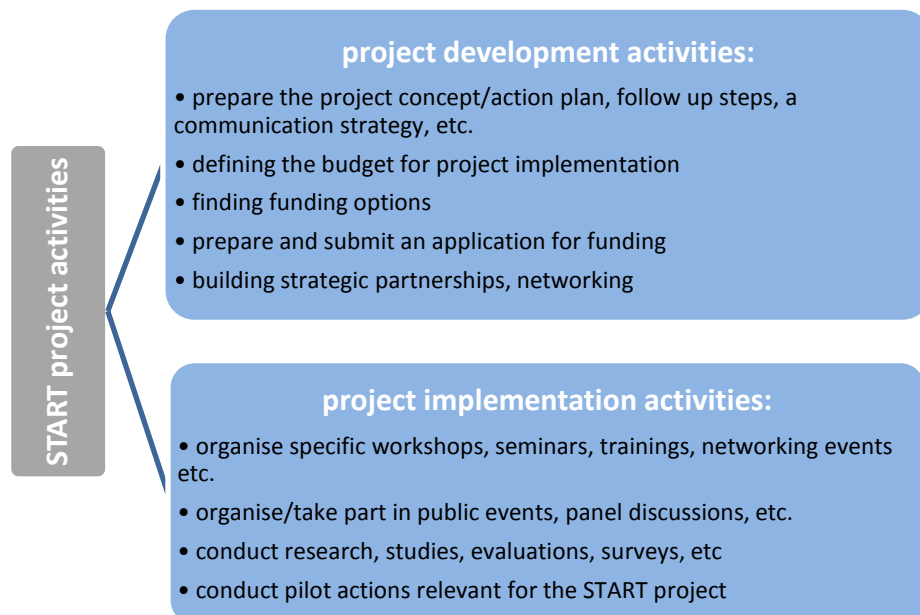 START project activities
project development activities:
• prepare the project concept/action plan, follow up steps, a
communication strategy, etc.
• defining the budget for project implementation
• finding funding options
• prepare and submit an application for funding
• building strategic partnerships, networking
project implementation activities:
• organise specific workshops, seminars, trainings, networking events
etc.
• organise/take part in public events, panel discussions, etc.
• conduct research, studies, evaluations, surveys, etc
• conduct pilot actions relevant for the START project